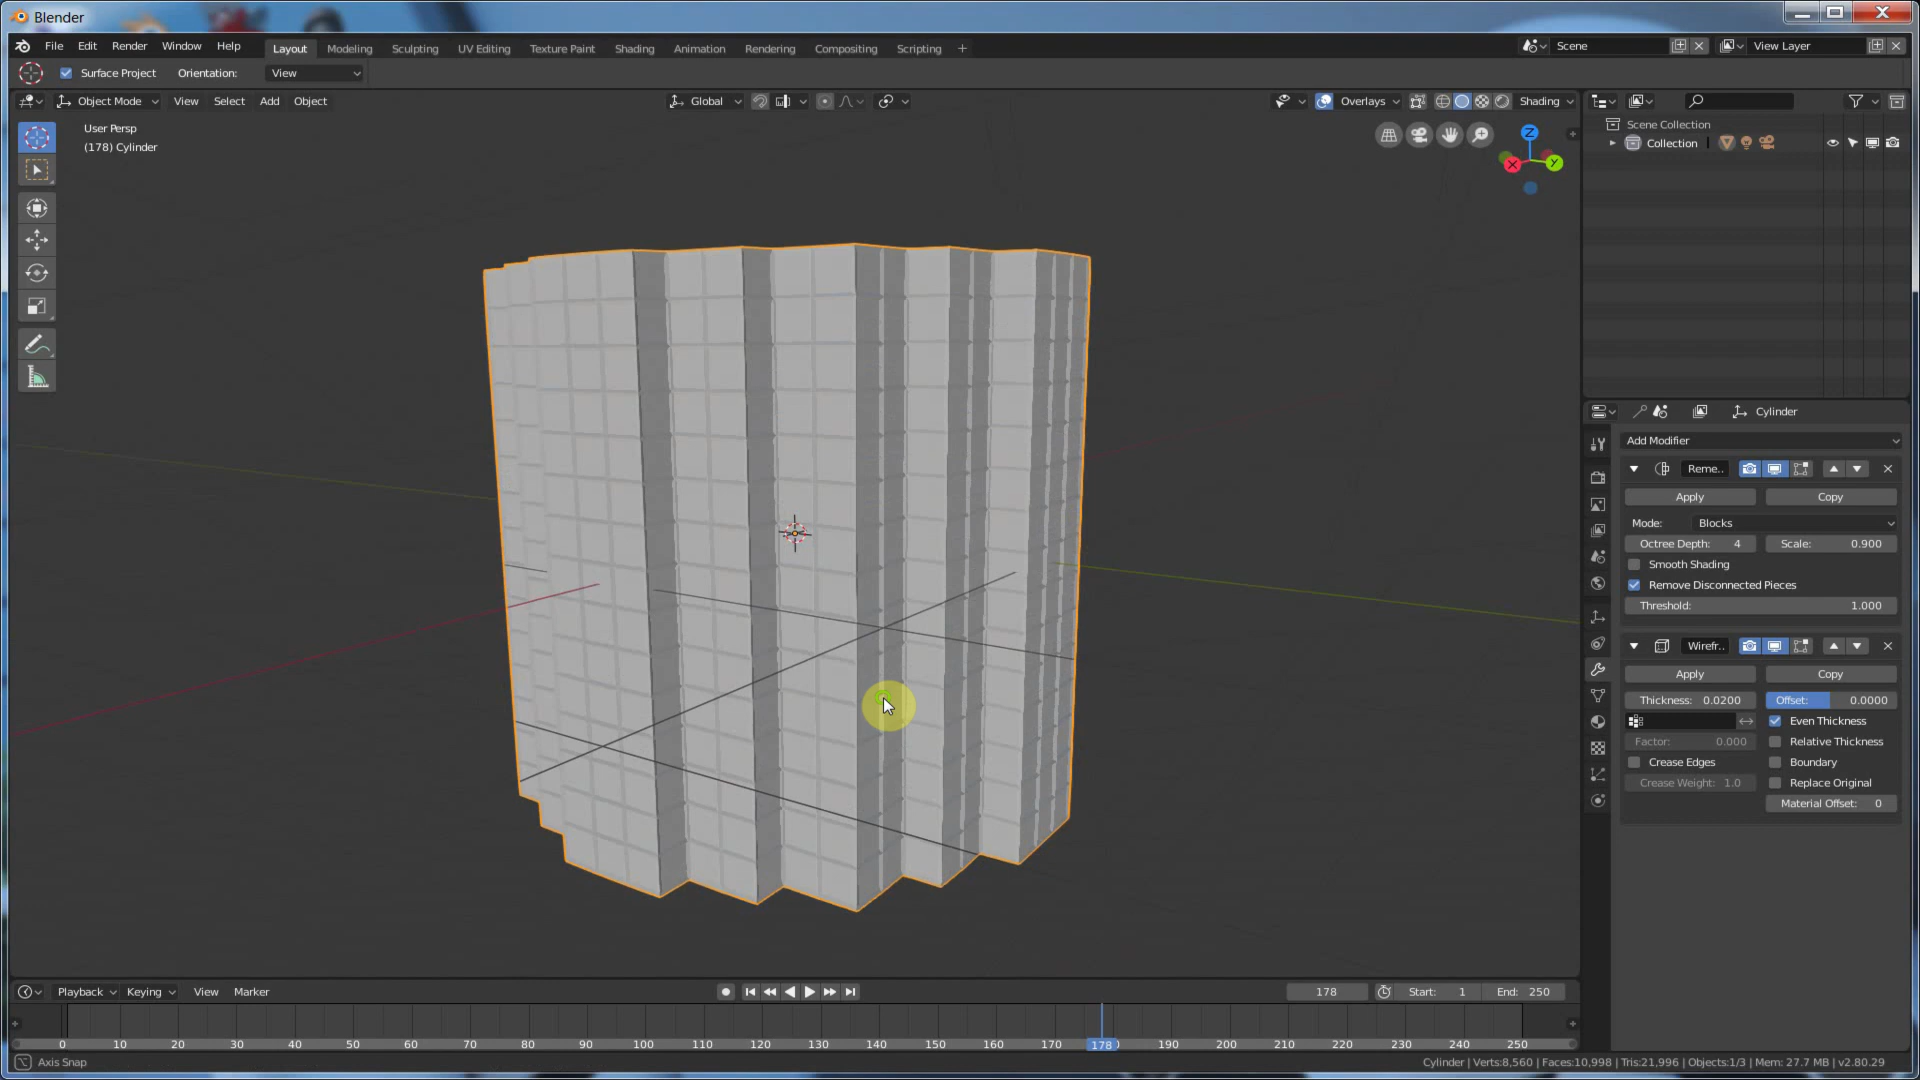 Blender
File Edit Render Window Help
Layout Modeling Sculpting UV Editing Texture Paint Shading Animation Rendering Compositing Scripting +
Scene
View Layer
Surface Project Orientation: View
Object Mode View Select Add Object
Global
Overlays
Shading
User Persp
(178) Cylinder
Z
X
Y
Scene Collection
Collection
Cylinder
Add Modifier
Reme..
Apply Copy
Mode: Blocks
Octree Depth: 4 Scale: 0.900
Smooth Shading
Remove Disconnected Pieces
Threshold: 1.000
Wirefr..
Apply Copy
Thickness: 0.0200 Offset: 0.0000
Even Thickness
Factor: 0.000 Relative Thickness
Crease Edges Boundary
Crease Weight: 1.0 Replace Original
Material Offset: 0
Playback Keying View Marker
178 Start: 1 End: 250
0 10 20 30 40 50 60 70 80 90 100 110 120 130 140 150 160 170 178 190 200 210 220 230 240 250
Axis Snap
Cylinder | Verts:8,560 | Faces:10,998 | Tris:21,996 | Objects:1/3 | Mem: 27.7 MB | v2.80.29